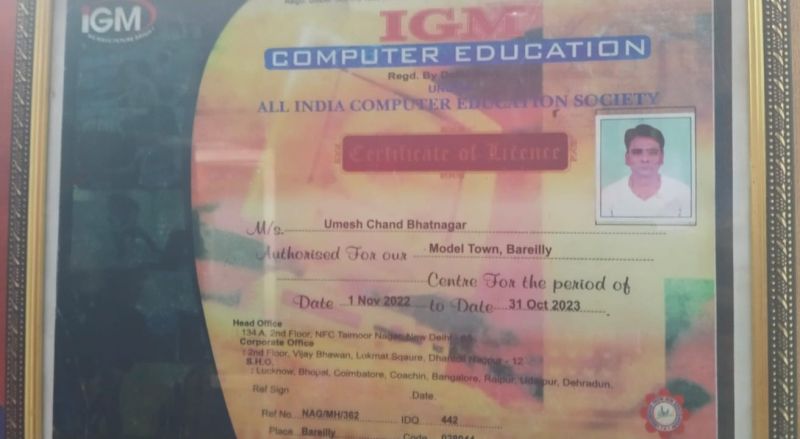 iGM
IGM
COMPUTER EDUCATION
Regd. By
ALL INDIA COMPUTER EDUCATION SOCIETY
Certificate of Licence
M/s. Umesh Chand Bhatnagar
Authorised For our Model Town, Bareilly
Centre For the period of
Date 1 Nov 2022 to Date 31 Oct 2023
Head Office
134 A. 2nd Floor, NFC Taimoor Nagar, New Delhi - 65
Corporate Office
: 2nd Floor, Vijay Bhawan, Lokmat Sqaure, Dhantoli Nagpur - 12
S.H.O.
: Lucknow, Bhopal, Coimbatore, Coachin, Bangalore, Raipur, Udaipur, Dehradun.
Ref Sign Date.
Ref No. NAG/MH/362 IDQ 442
Place Bareilly Code